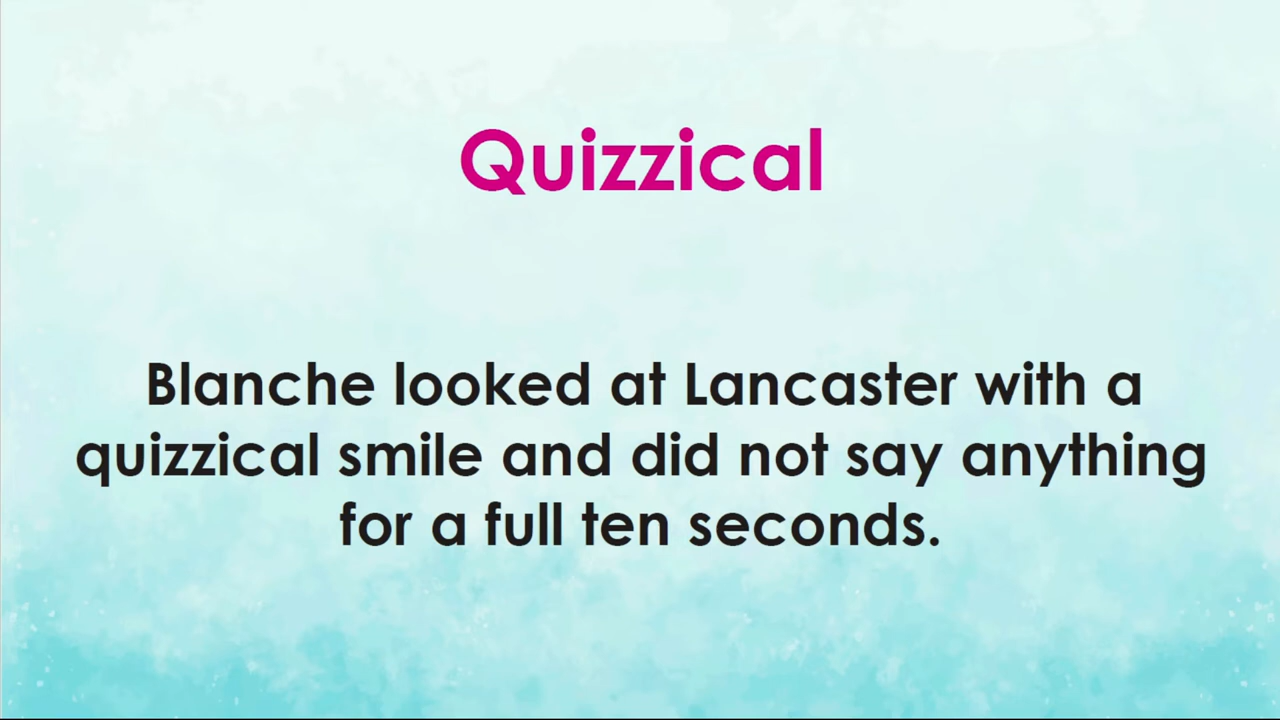 Quizzical
Blanche looked at Lancaster with a
quizzical smile and did not say anything
for a full ten seconds.